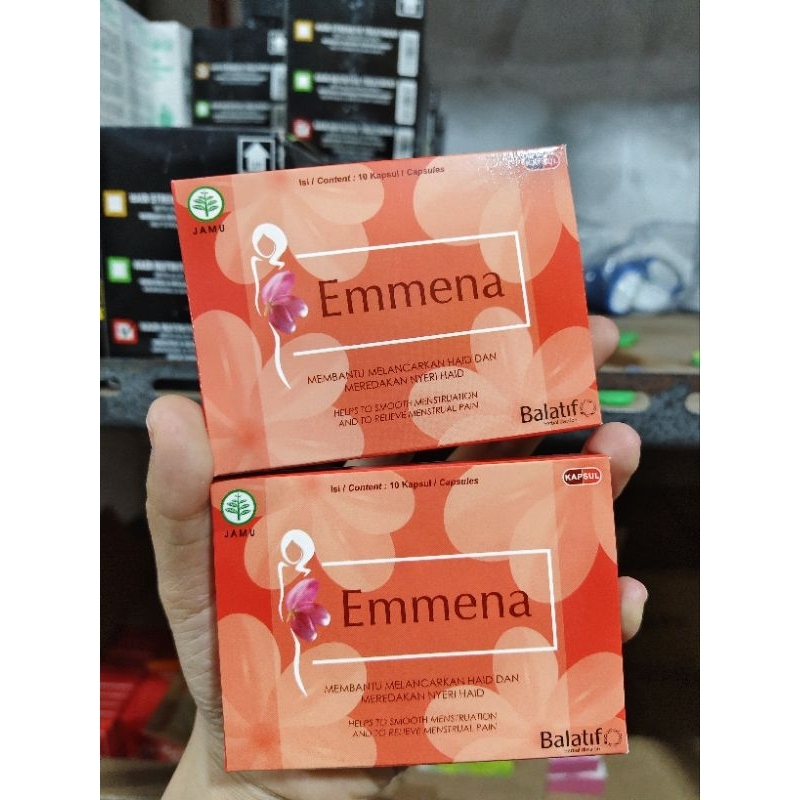 Isi / Content : 10 Kapsul / Capsules
KAPSUL
JAMU
Emmena
MEMBANTU MELANCARKAN HAID DAN
MEREDAKAN NYERI HAID
HELPS TO SMOOTH MENSTRUATION
AND TO RELIEVE MENSTRUAL PAIN
Balatif
Isi / Content : 10 Kapsul / Capsules
KAPSUL
JAMU
Emmena
MEMBANTU MELANCARKAN HAID DAN
MEREDAKAN NYERI HAID
HELPS TO SMOOTH MENSTRUATION
AND TO RELIEVE MENSTRUAL PAIN
Balatif